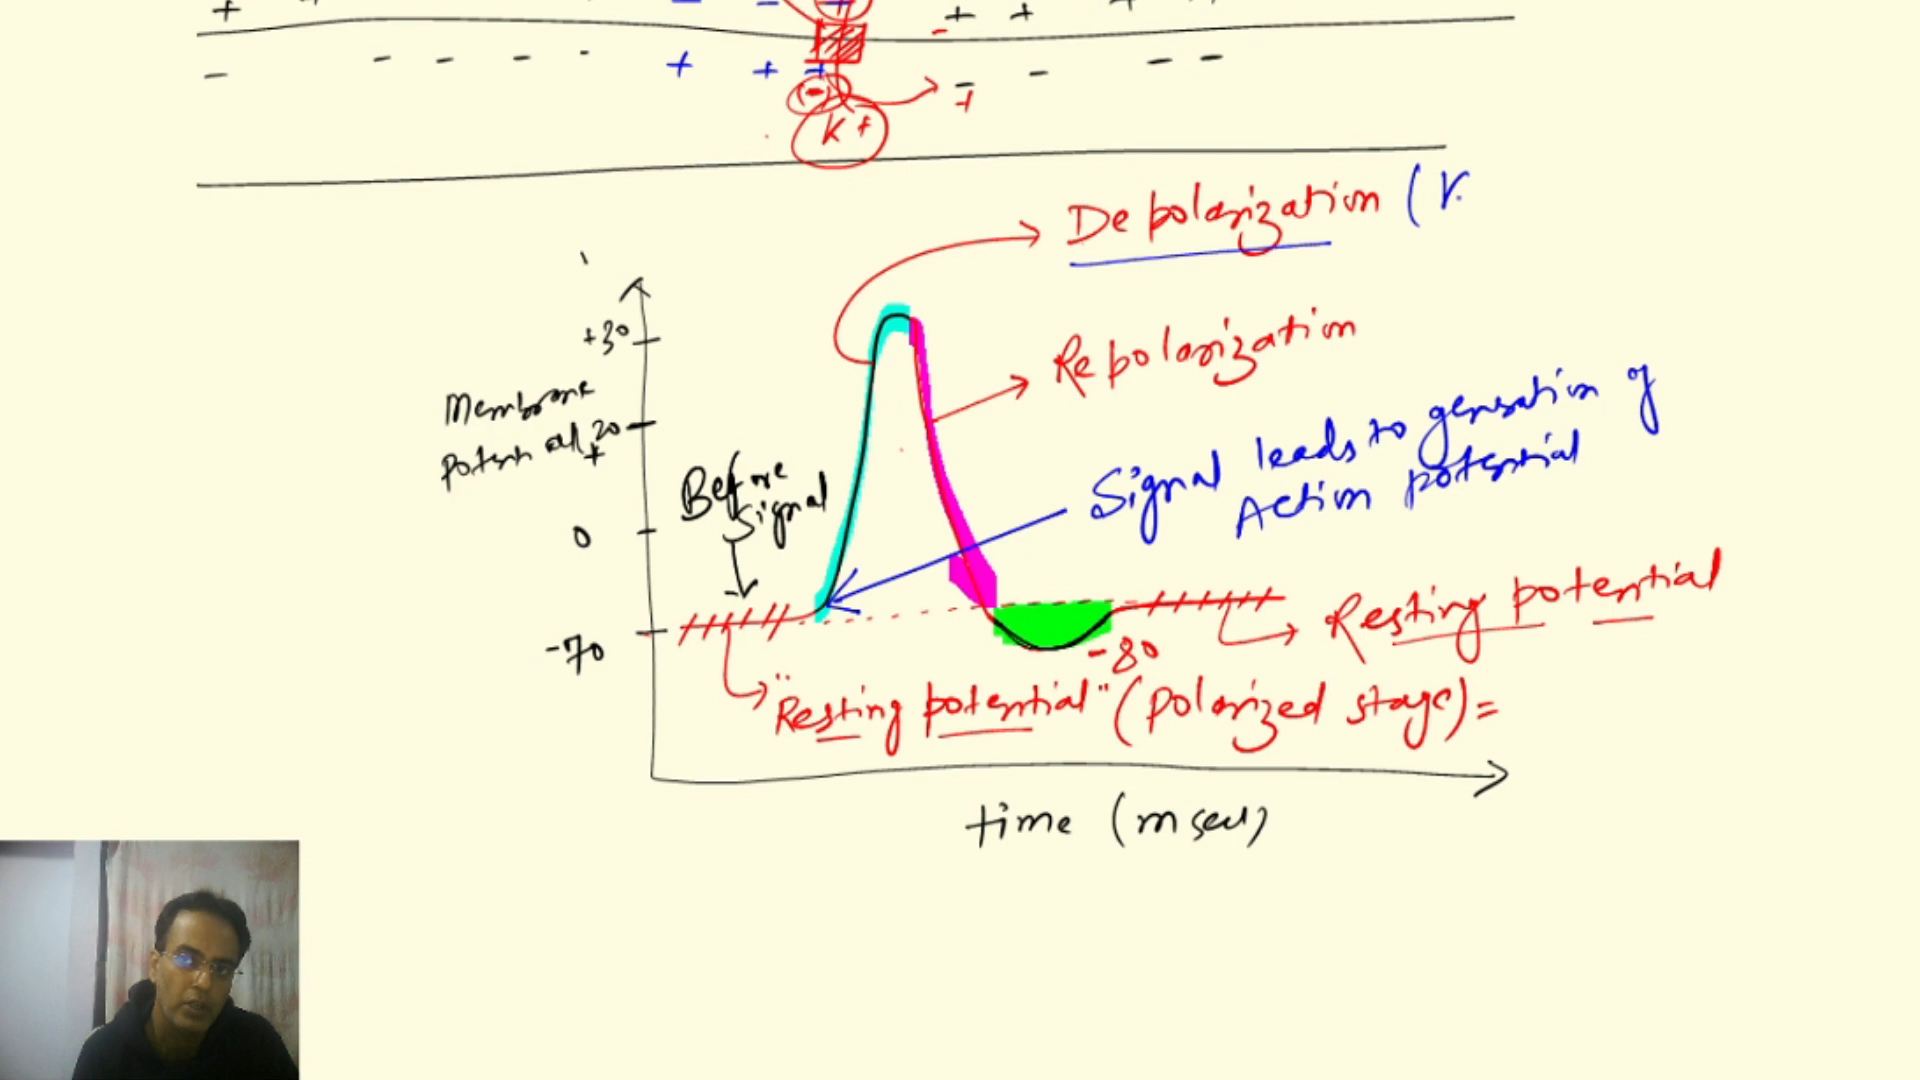 + + + + +
- - - - - + + + - - - -
(-) +
K+
Depolarization (V.
+30
Repolarization
Membrane
potential +20
+
Before
Signal
Signal leads to generation of
Action potential
0
-70
-80
Resting potential
"Resting potential" (Polarized stage) =
time (msec)